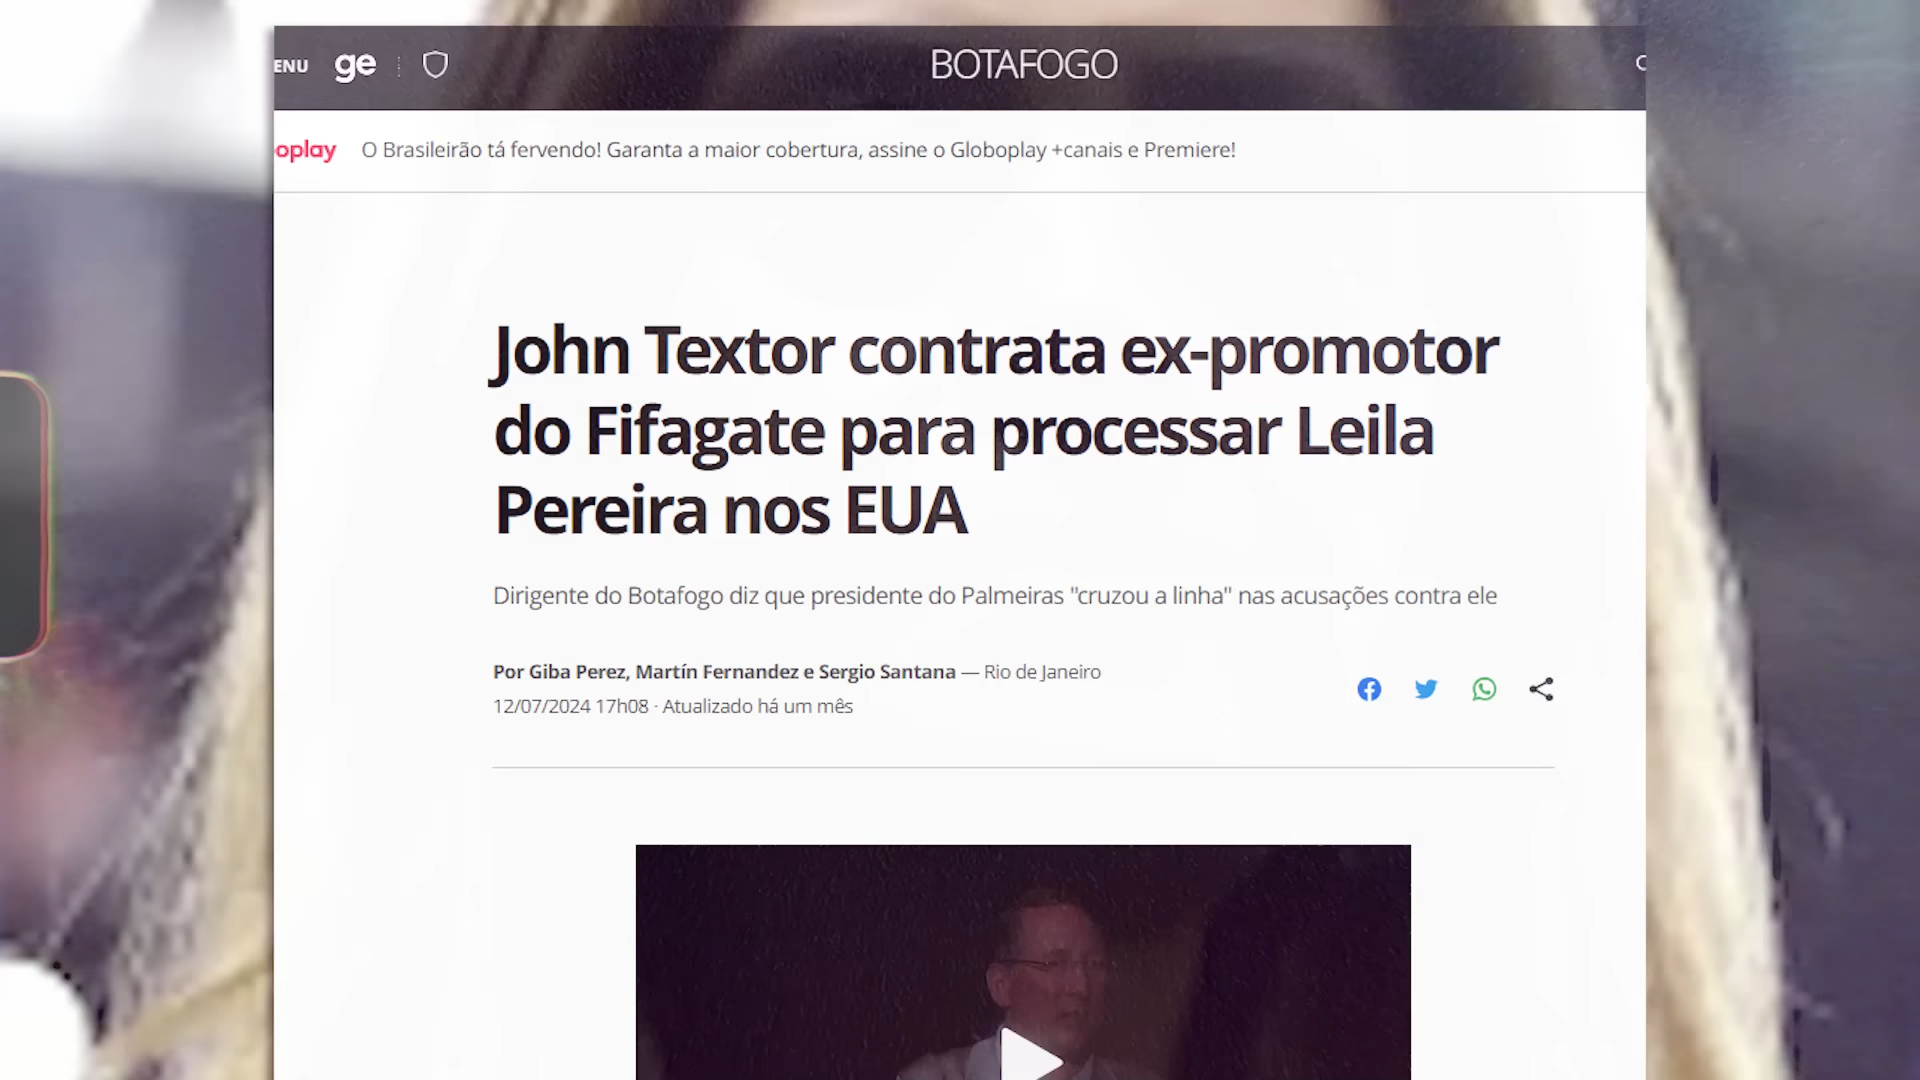 ENU ge BOTAFOGO
oplay O Brasileirão tá fervendo! Garanta a maior cobertura, assine o Globoplay +canais e Premiere!
John Textor contrata ex-promotor
do Fifagate para processar Leila
Pereira nos EUA
Dirigente do Botafogo diz que presidente do Palmeiras "cruzou a linha" nas acusações contra ele
Por Giba Perez, Martín Fernandez e Sergio Santana — Rio de Janeiro
12/07/2024 17h08 · Atualizado há um mês